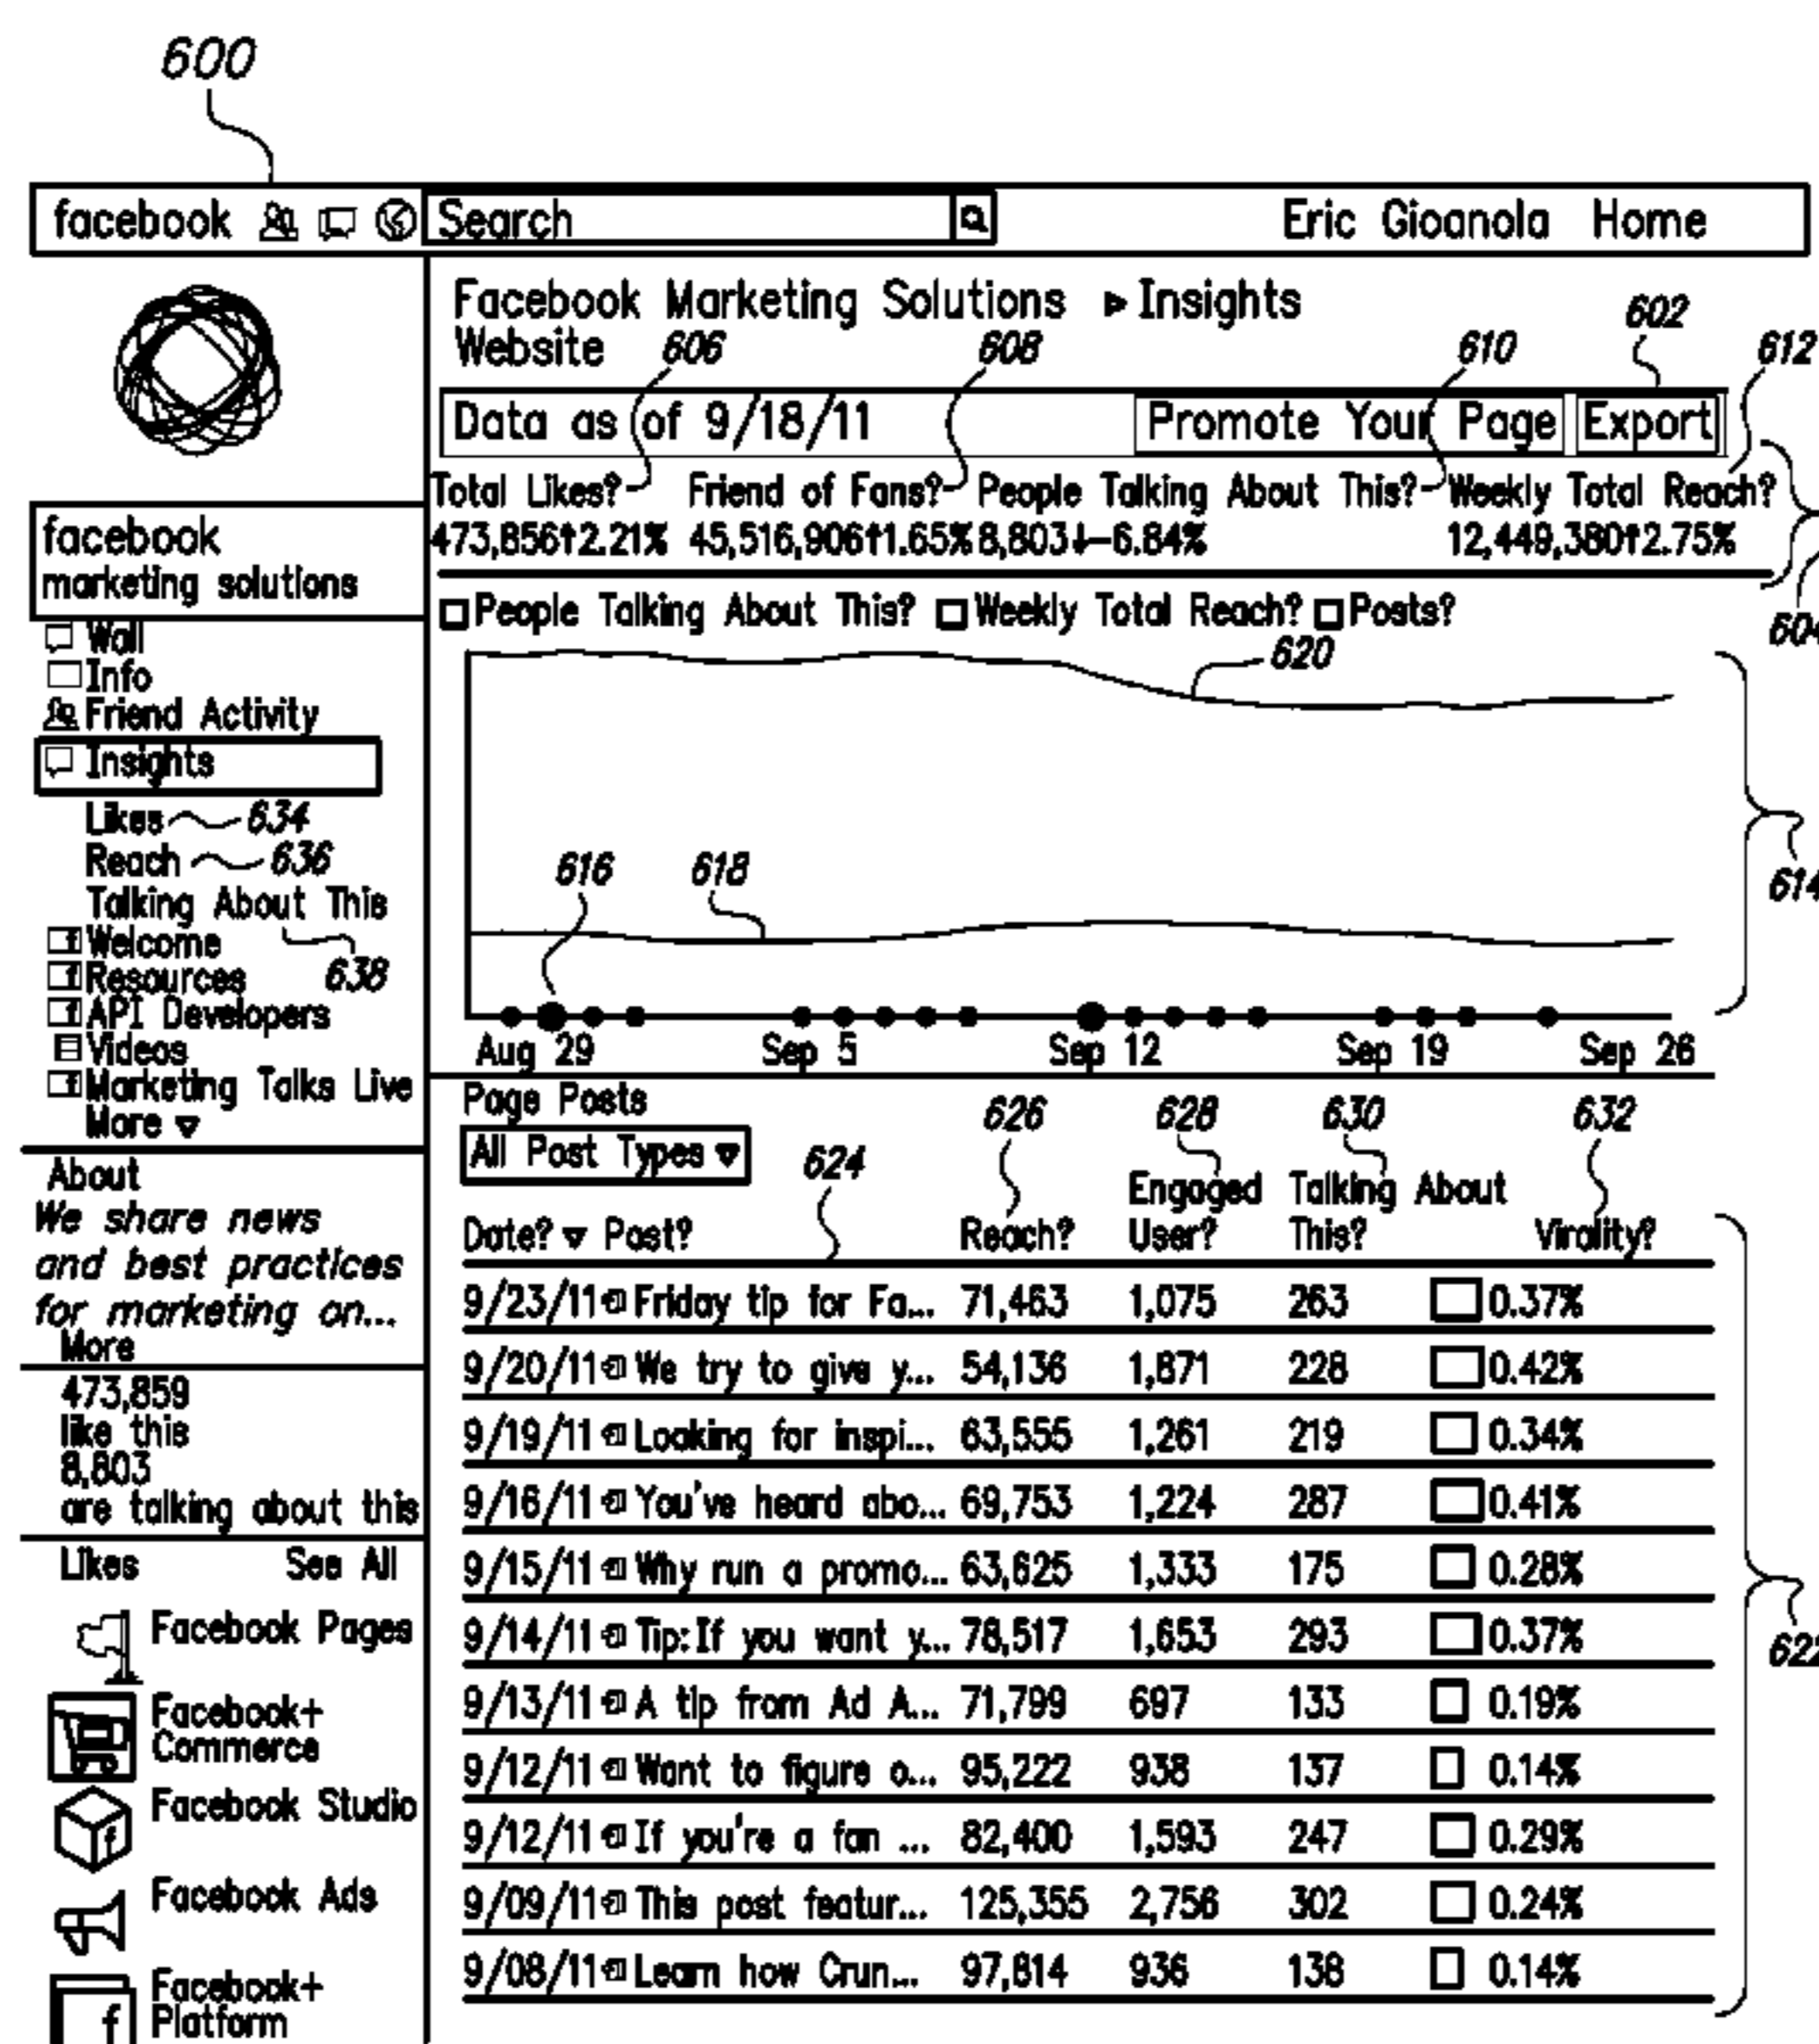 600
facebook Search Eric Gioanola Home
Facebook Marketing Solutions ▹Insights
Website 606 608 610 602 612
Data as of 9/18/11 Promote Your Page Export
Total Likes? Friend of Fans? People Talking About This? Weekly Total Reach?
473,856↑2.21% 45,516,906↑1.65% 8,803↓-6.84% 12,449,380↑2.75%
604
People Talking About This? Weekly Total Reach? Posts?
620
614
616 618
Aug 29 Sep 5 Sep 12 Sep 19 Sep 26
facebook
marketing solutions
Wall
Info
Friend Activity
Insights
Likes 634
Reach 636
Talking About This
Welcome
Resources 638
API Developers
Videos
Marketing Talks Live
More ▿
About
We share news
and best practices
for marketing on...
More
473,859
like this
8,803
are talking about this
Likes See All
Facebook Pages
Facebook+
Commerce
Facebook Studio
f
Facebook Ads
Facebook+
Platform
f
Page Posts
All Post Types ▿ 624 626 628 630 632
Engaged Talking About
Date? ▿ Post? Reach? User? This? Virality?
9/23/11 Friday tip for Fa... 71,463 1,075 263 0.37%
9/20/11 We try to give y... 54,136 1,871 228 0.42%
9/19/11 Looking for inspi... 63,555 1,261 219 0.34%
9/16/11 You've heard abo... 69,753 1,224 287 0.41%
9/15/11 Why run a promo... 63,625 1,333 175 0.28%
9/14/11 Tip:If you want y... 78,517 1,653 293 0.37%
622
9/13/11 A tip from Ad A... 71,799 697 133 0.19%
9/12/11 Want to figure o... 95,222 938 137 0.14%
9/12/11 If you're a fan ... 82,400 1,593 247 0.29%
9/09/11 This post featur... 125,355 2,756 302 0.24%
9/08/11 Learn how Crun... 97,814 936 138 0.14%